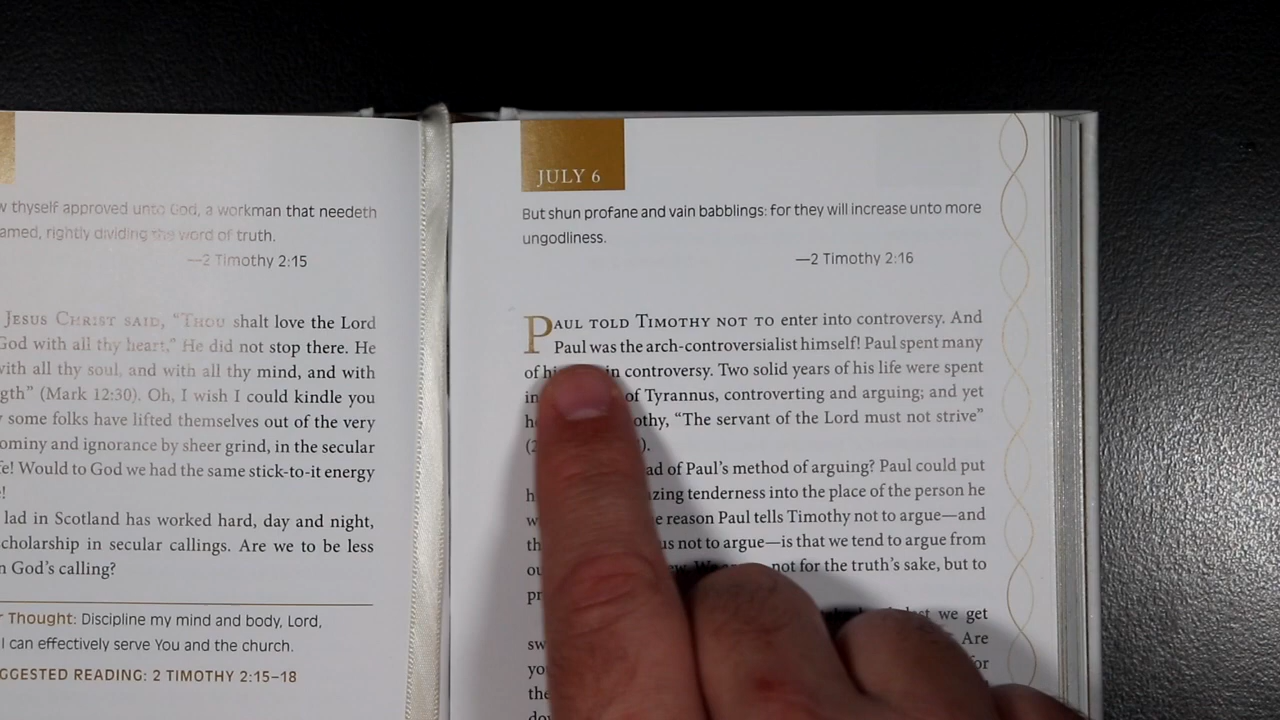 w thyself approved unto God, a workman that needeth
amed, rightly dividing the word of truth.
—2 Timothy 2:15
JESUS CHRIST SAID, “THOU shalt love the Lord
God with all thy heart.” He did not stop there. He
with all thy soul, and with all thy mind, and with
gth” (Mark 12:30). Oh, I wish I could kindle you
some folks have lifted themselves out of the very
ominy and ignorance by sheer grind, in the secular
fe! Would to God we had the same stick-to-it energy
!
lad in Scotland has worked hard, day and night,
cholarship in secular callings. Are we to be less
n God’s calling?
Thought: Discipline my mind and body, Lord,
I can effectively serve You and the church.
GGESTED READING: 2 TIMOTHY 2:15–18
JULY 6
But shun profane and vain babblings: for they will increase unto more
ungodliness.
—2 Timothy 2:16
PAUL TOLD TIMOTHY NOT TO enter into controversy. And
Paul was the arch-controversialist himself! Paul spent many
of in controversy. Two solid years of his life were spent
in of Tyrannus, controverting and arguing; and yet
othy, “The servant of the Lord must not strive”
(2 ).
ad of Paul’s method of arguing? Paul could put
zing tenderness into the place of the person he
e reason Paul tells Timothy not to argue—and
us not to argue—is that we tend to argue from
ou not for the truth’s sake, but to
pr
we get
sw Are
yo for
the